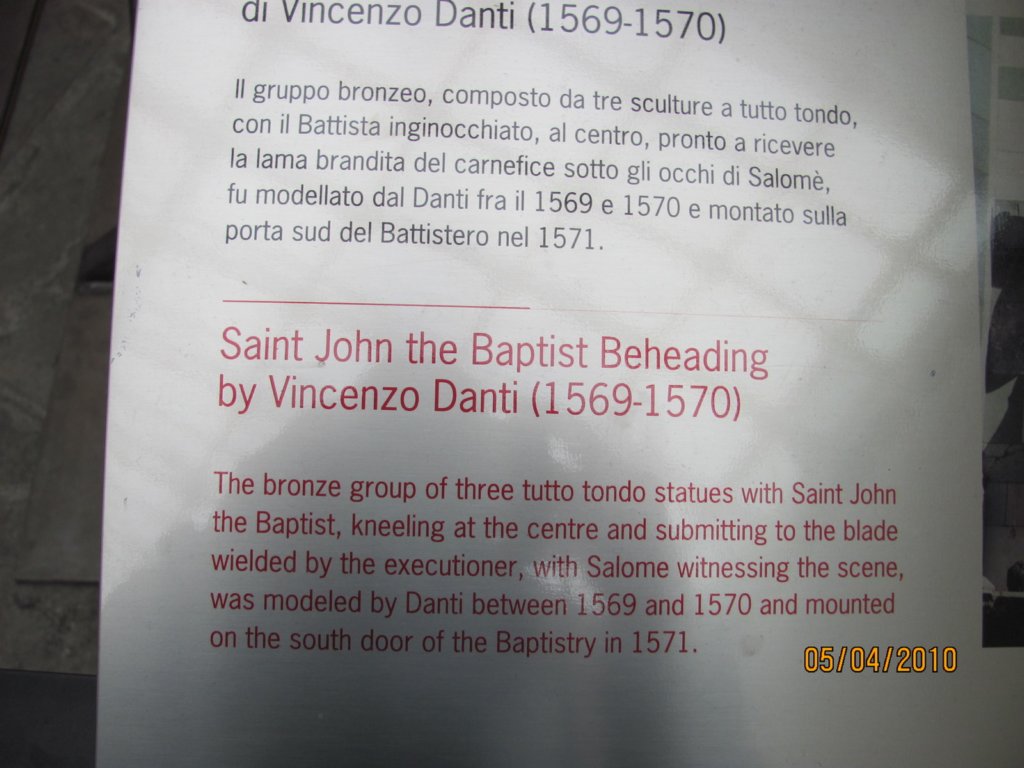 di Vincenzo Danti (1569-1570)
Il gruppo bronzeo, composto da tre sculture a tutto tondo,
con il Battista inginocchiato, al centro, pronto a ricevere
la lama brandita del carnefice sotto gli occhi di Salomè,
fu modellato dal Danti fra il 1569 e 1570 e montato sulla
porta sud del Battistero nel 1571.
Saint John the Baptist Beheading
by Vincenzo Danti (1569-1570)
The bronze group of three tutto tondo statues with Saint John
the Baptist, kneeling at the centre and submitting to the blade
wielded by the executioner, with Salome witnessing the scene,
was modeled by Danti between 1569 and 1570 and mounted
on the south door of the Baptistry in 1571.
05/04/2010